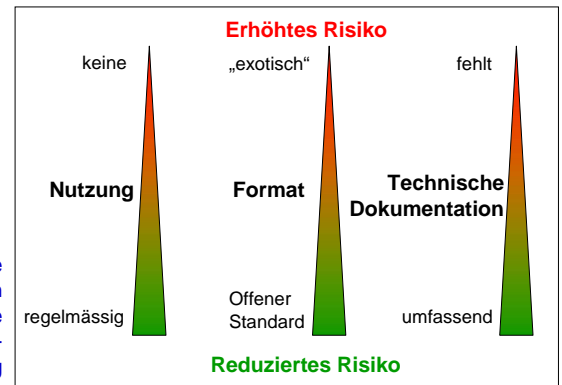 Erhöhtes Risiko
keine „exotisch“ fehlt
Nutzung Format Technische
Dokumentation
regelmässig Offener
Standard umfassend
Reduziertes Risiko